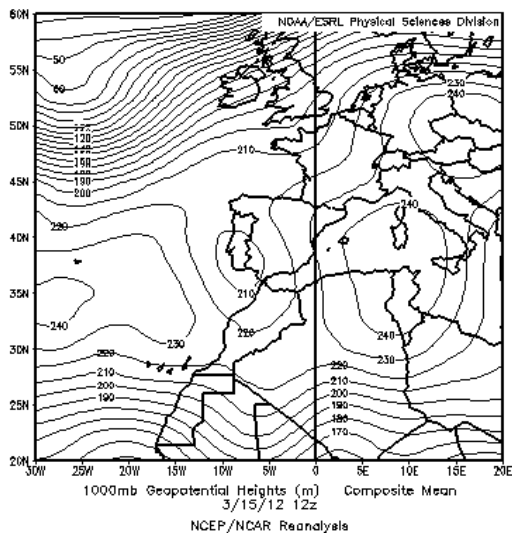 NOAA/ESRL Physical Sciences Division
60N
55N
50N
45N
40N
35N
30N
25N
20N
50
60
120
190
200
210
230
240
220
240
240
210
240
230
220
230
220
210
200
190
220
210
200
190
180
170
30W
25W
20W
15W
10W
5W
0
5E
10E
15E
20E
1000mb Geopotential Heights (m) Composite Mean
3/15/12 12z
NCEP/NCAR Reanalysis